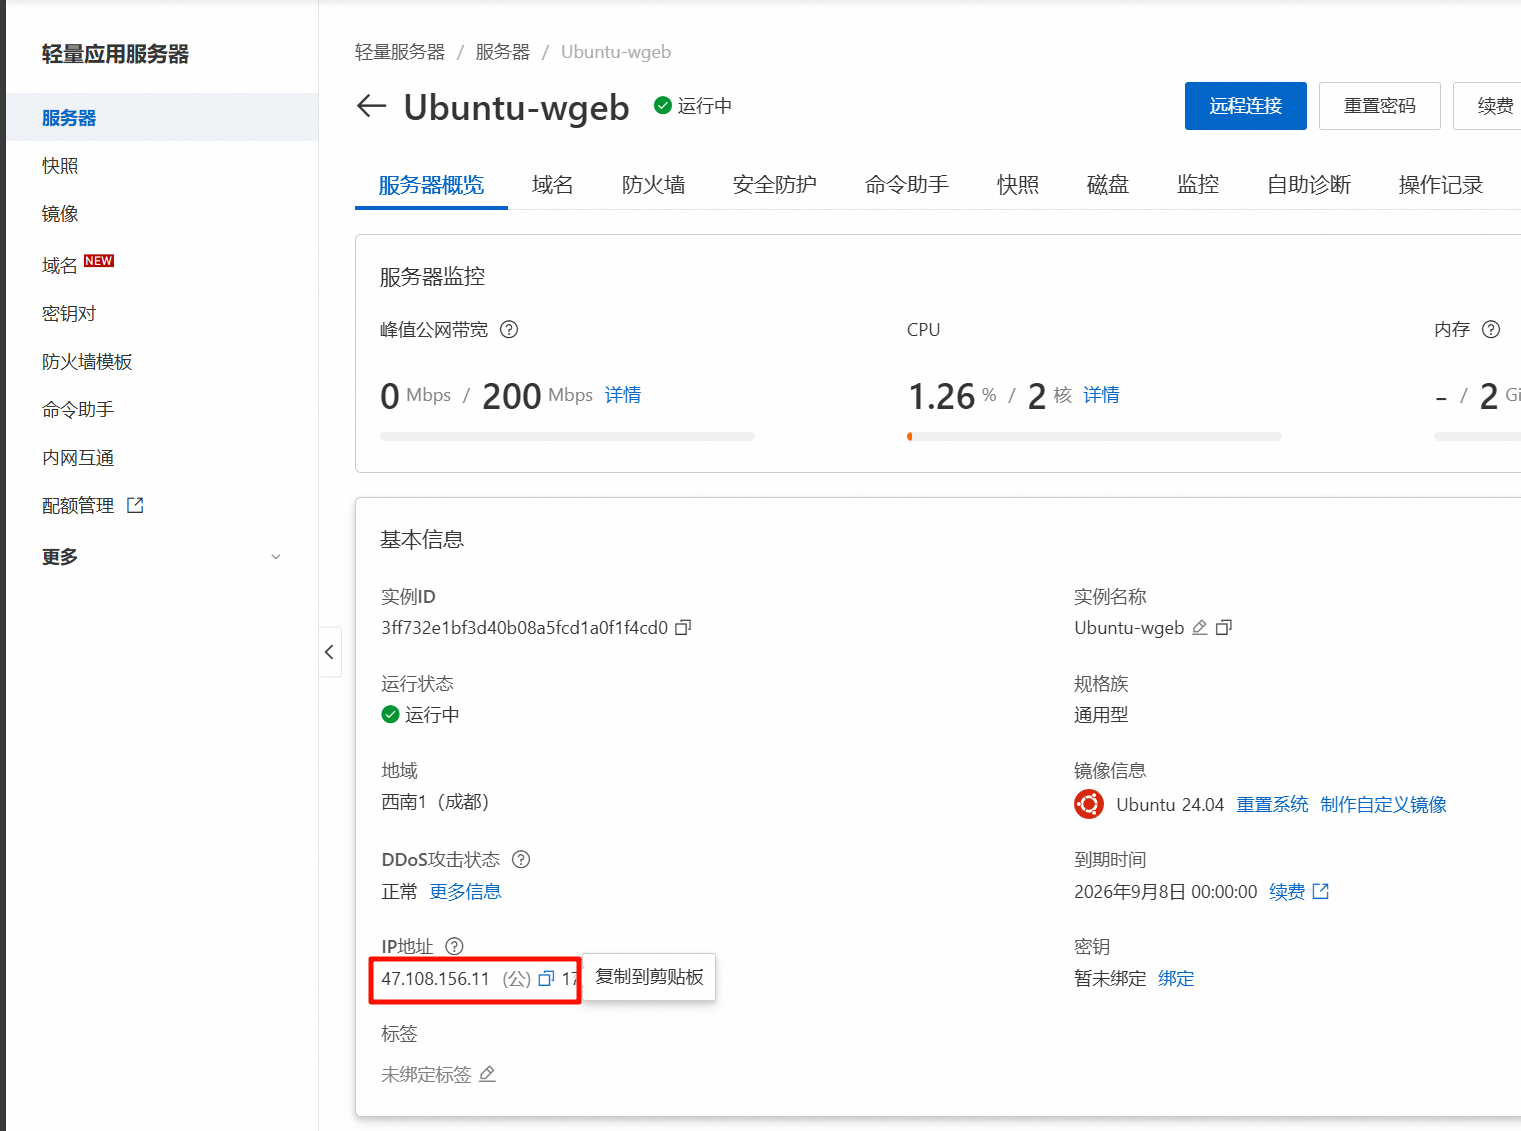 轻量应用服务器
服务器
快照
镜像
域名 NEW
密钥对
防火墙模板
命令助手
内网互通
配额管理
更多
轻量服务器 / 服务器 / Ubuntu-wgeb
Ubuntu-wgeb 运行中
远程连接 重置密码 续费
服务器概览 域名 防火墙 安全防护 命令助手 快照 磁盘 监控 自助诊断 操作记录
服务器监控
峰值公网带宽 CPU 内存
0 Mbps / 200 Mbps 详情 1.26 % / 2 核 详情 - / 2 Gi
基本信息
实例ID
3ff732e1bf3d40b08a5fcd1a0f1f4cd0
实例名称
Ubuntu-wgeb
运行状态
运行中
规格族
通用型
地域
西南1（成都）
镜像信息
Ubuntu 24.04 重置系统 制作自定义镜像
DDoS攻击状态
正常 更多信息
到期时间
2026年9月8日 00:00:00 续费
IP地址
47.108.156.11 (公) 17
复制到剪贴板
密钥
暂未绑定 绑定
标签
未绑定标签